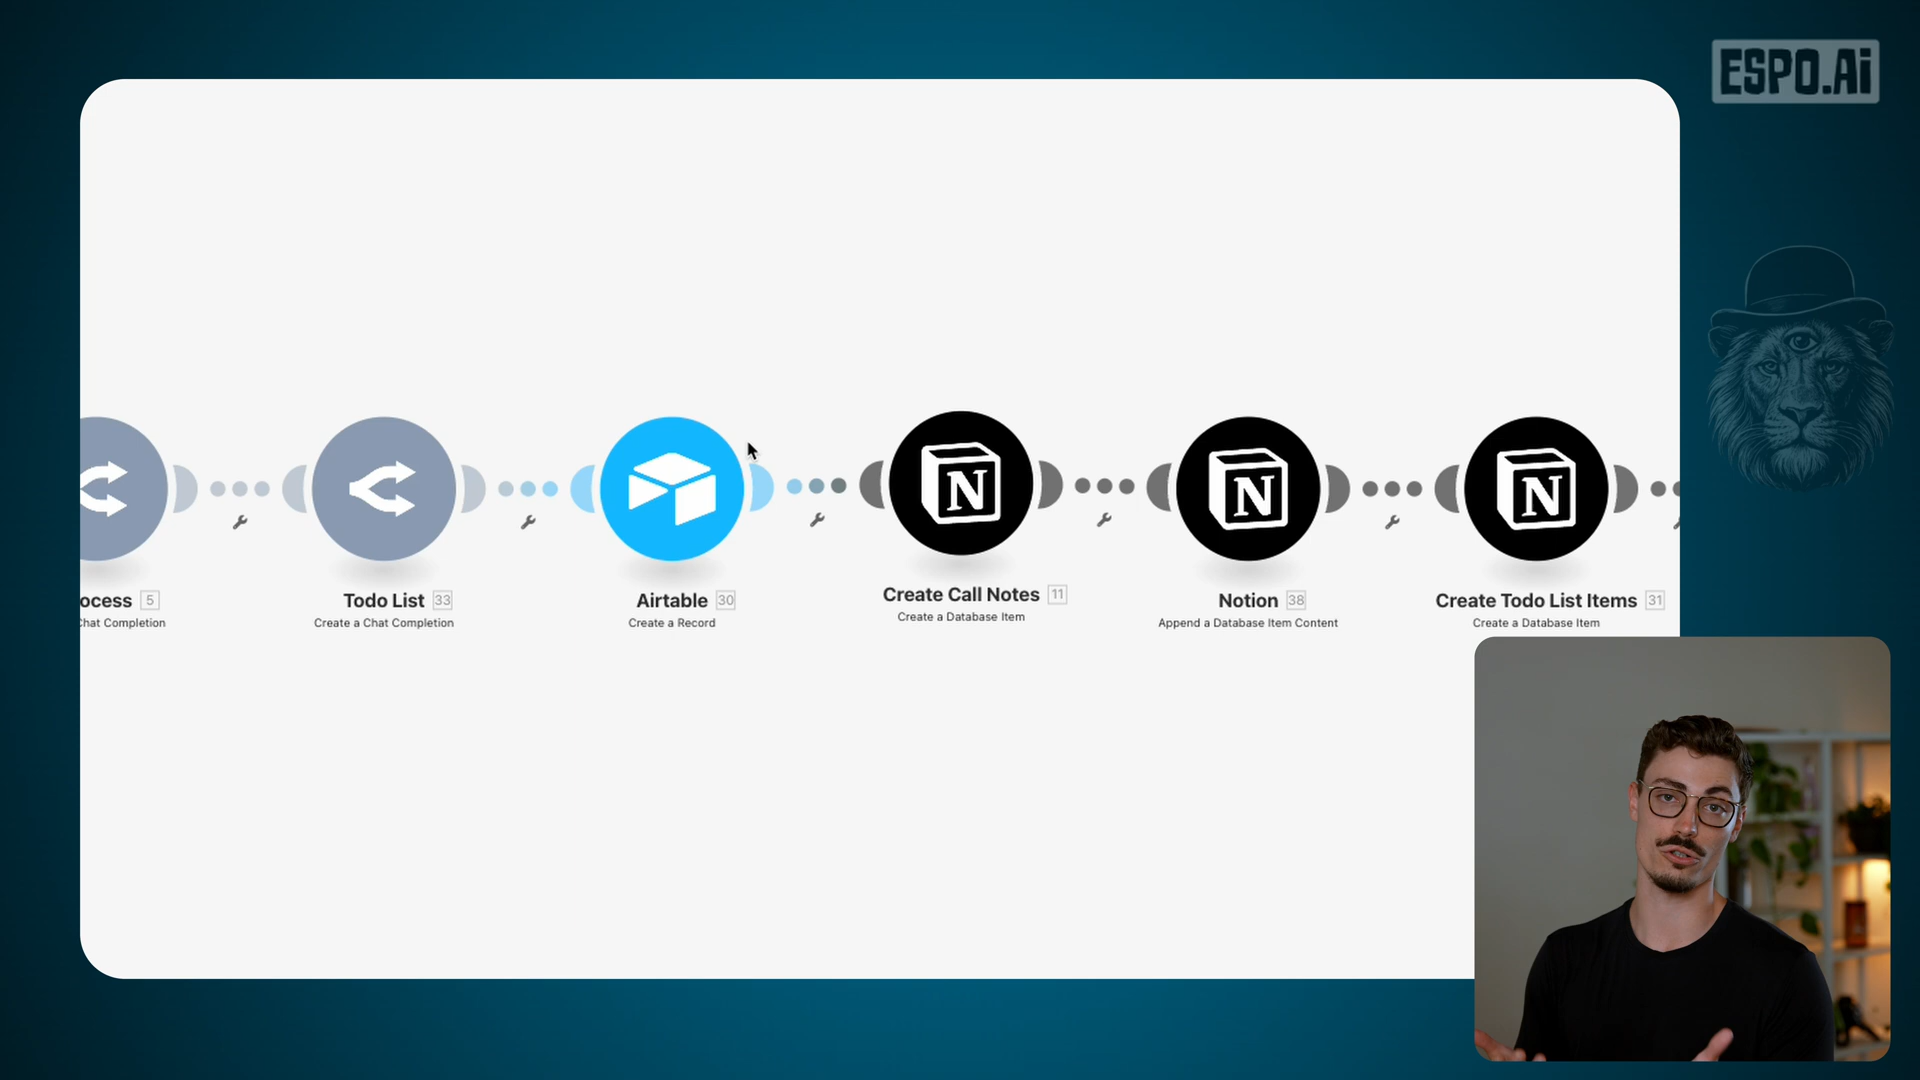 ESPO.Ai
ocess 5
Chat Completion
Todo List 33
Create a Chat Completion
Airtable 30
Create a Record
Create Call Notes 11
Create a Database Item
Notion 38
Append a Database Item Content
Create Todo List Items 31
Create a Database Item